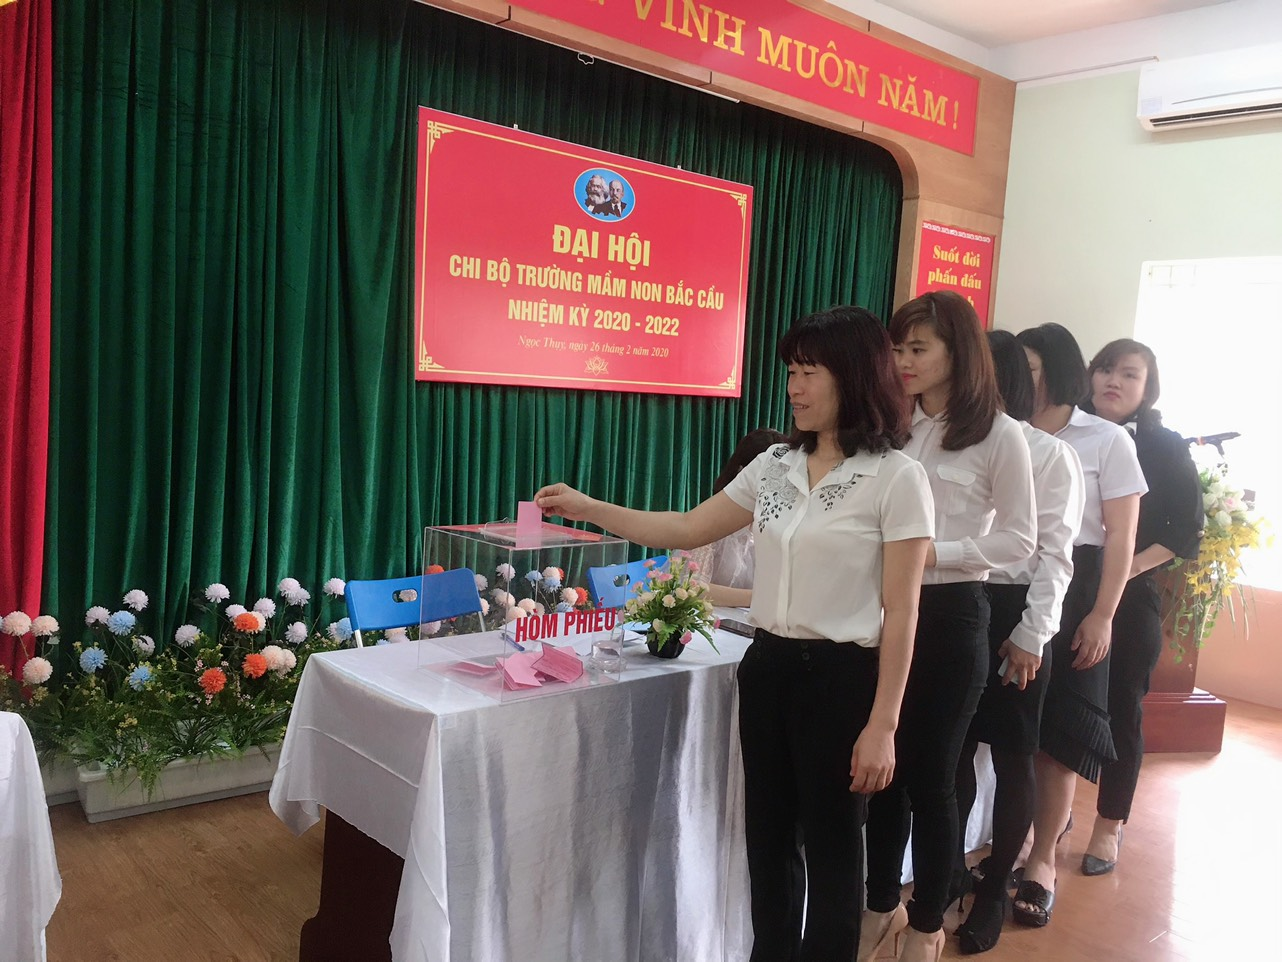 VINH MUÔN NĂM!
ĐẠI HỘI
CHI BỘ TRƯỜNG MẦM NON BẮC CẦU
NHIỆM KỲ 2020 - 2022
Ngọc Thụy, ngày 26 tháng 2 năm 2020
Suốt đời
phấn đấu
HÒM PHIẾU